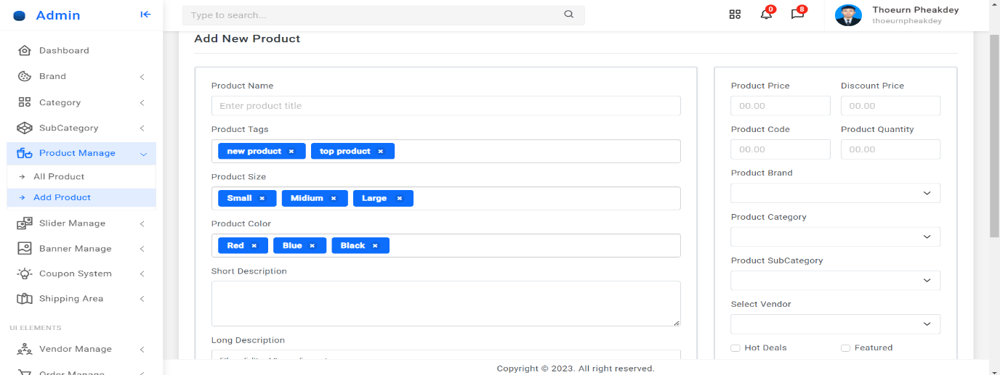 Admin
Type to search...
0
8
Thoeurn Pheakdey
thoeurnpheakdey
Dashboard
Brand
Category
SubCategory
Product Manage
All Product
Add Product
Slider Manage
Banner Manage
Coupon System
Shipping Area
UI ELEMENTS
Vendor Manage
Order Manage
Add New Product
Product Name
Enter product title
Product Tags
new product × top product ×
Product Size
Small × Midium × Large ×
Product Color
Red × Blue × Black ×
Short Description
Long Description
Product Price Discount Price
00.00 00.00
Product Code Product Quantity
00.00 00.00
Product Brand
Product Category
Product SubCategory
Select Vendor
Hot Deals Featured
Copyright © 2023. All right reserved.